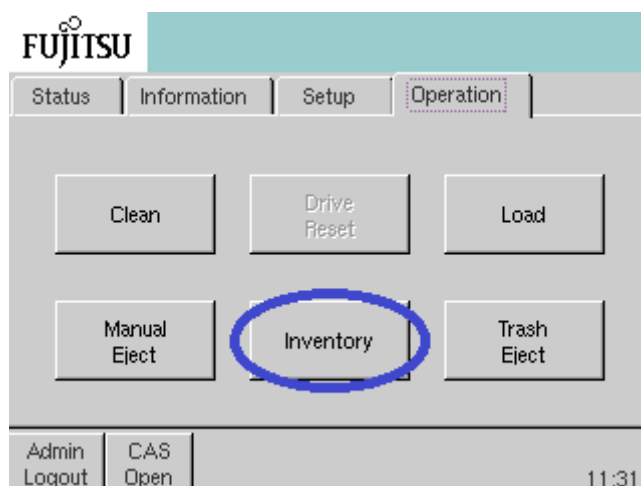 FUJITSU
Status Information Setup Operation
Clean
Drive
Reset
Load
Manual
Eject
Inventory
Trash
Eject
Admin
Logout
CAS
Open
11:31